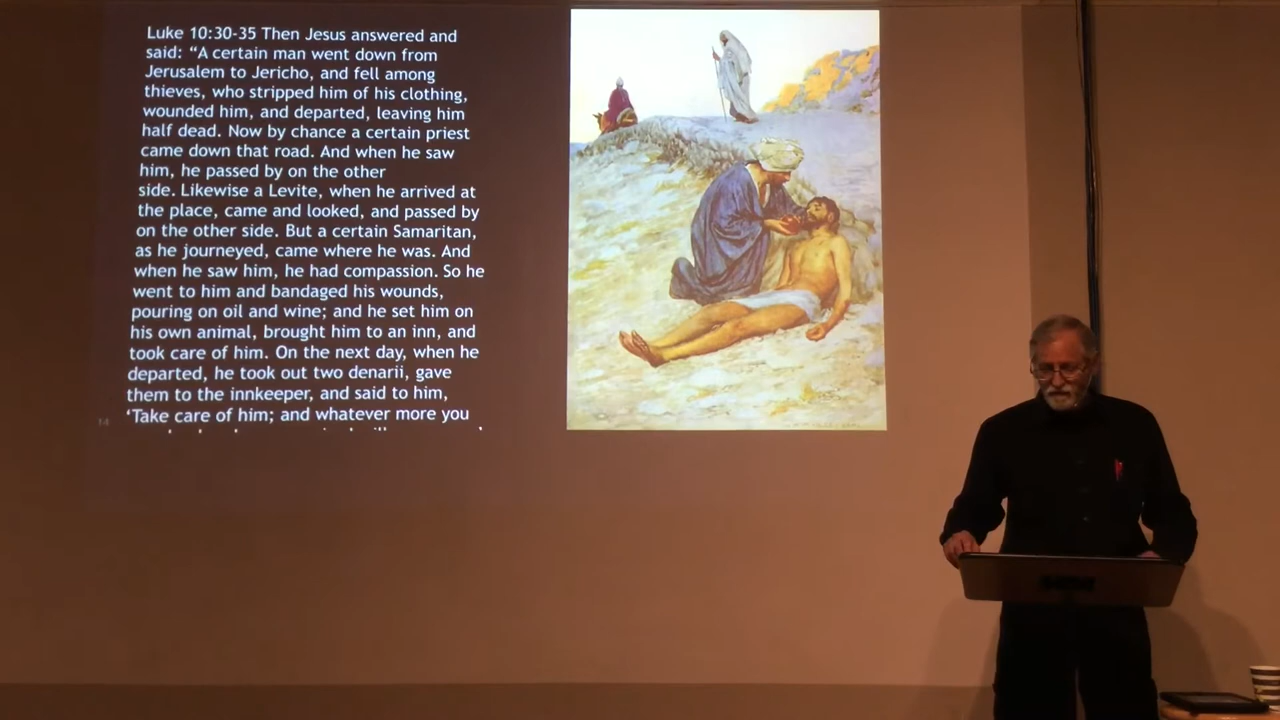 Luke 10:30-35 Then Jesus answered and
said: “A certain man went down from
Jerusalem to Jericho, and fell among
thieves, who stripped him of his clothing,
wounded him, and departed, leaving him
half dead. Now by chance a certain priest
came down that road. And when he saw
him, he passed by on the other
side. Likewise a Levite, when he arrived at
the place, came and looked, and passed by
on the other side. But a certain Samaritan,
as he journeyed, came where he was. And
when he saw him, he had compassion. So he
went to him and bandaged his wounds,
pouring on oil and wine; and he set him on
his own animal, brought him to an inn, and
took care of him. On the next day, when he
departed, he took out two denarii, gave
them to the innkeeper, and said to him,
‘Take care of him; and whatever more you
14